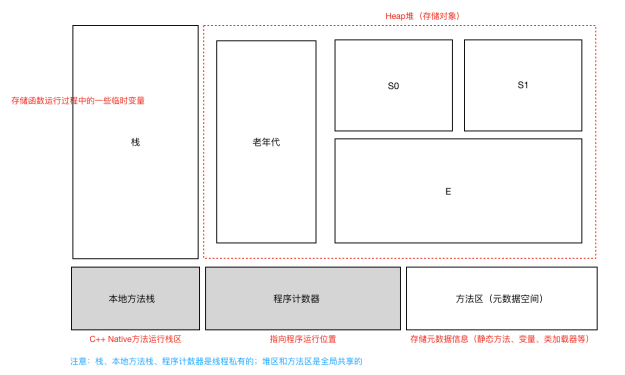 Heap堆（存储对象）
S0
S1
存储函数运行过程中的一些临时变量
栈
老年代
E
本地方法栈
程序计数器
方法区（元数据空间）
C++ Native方法运行栈区
指向程序运行位置
存储元数据信息（静态方法、变量、类加载器等）
注意：栈、本地方法栈、程序计数器是线程私有的；堆区和方法区是全局共享的